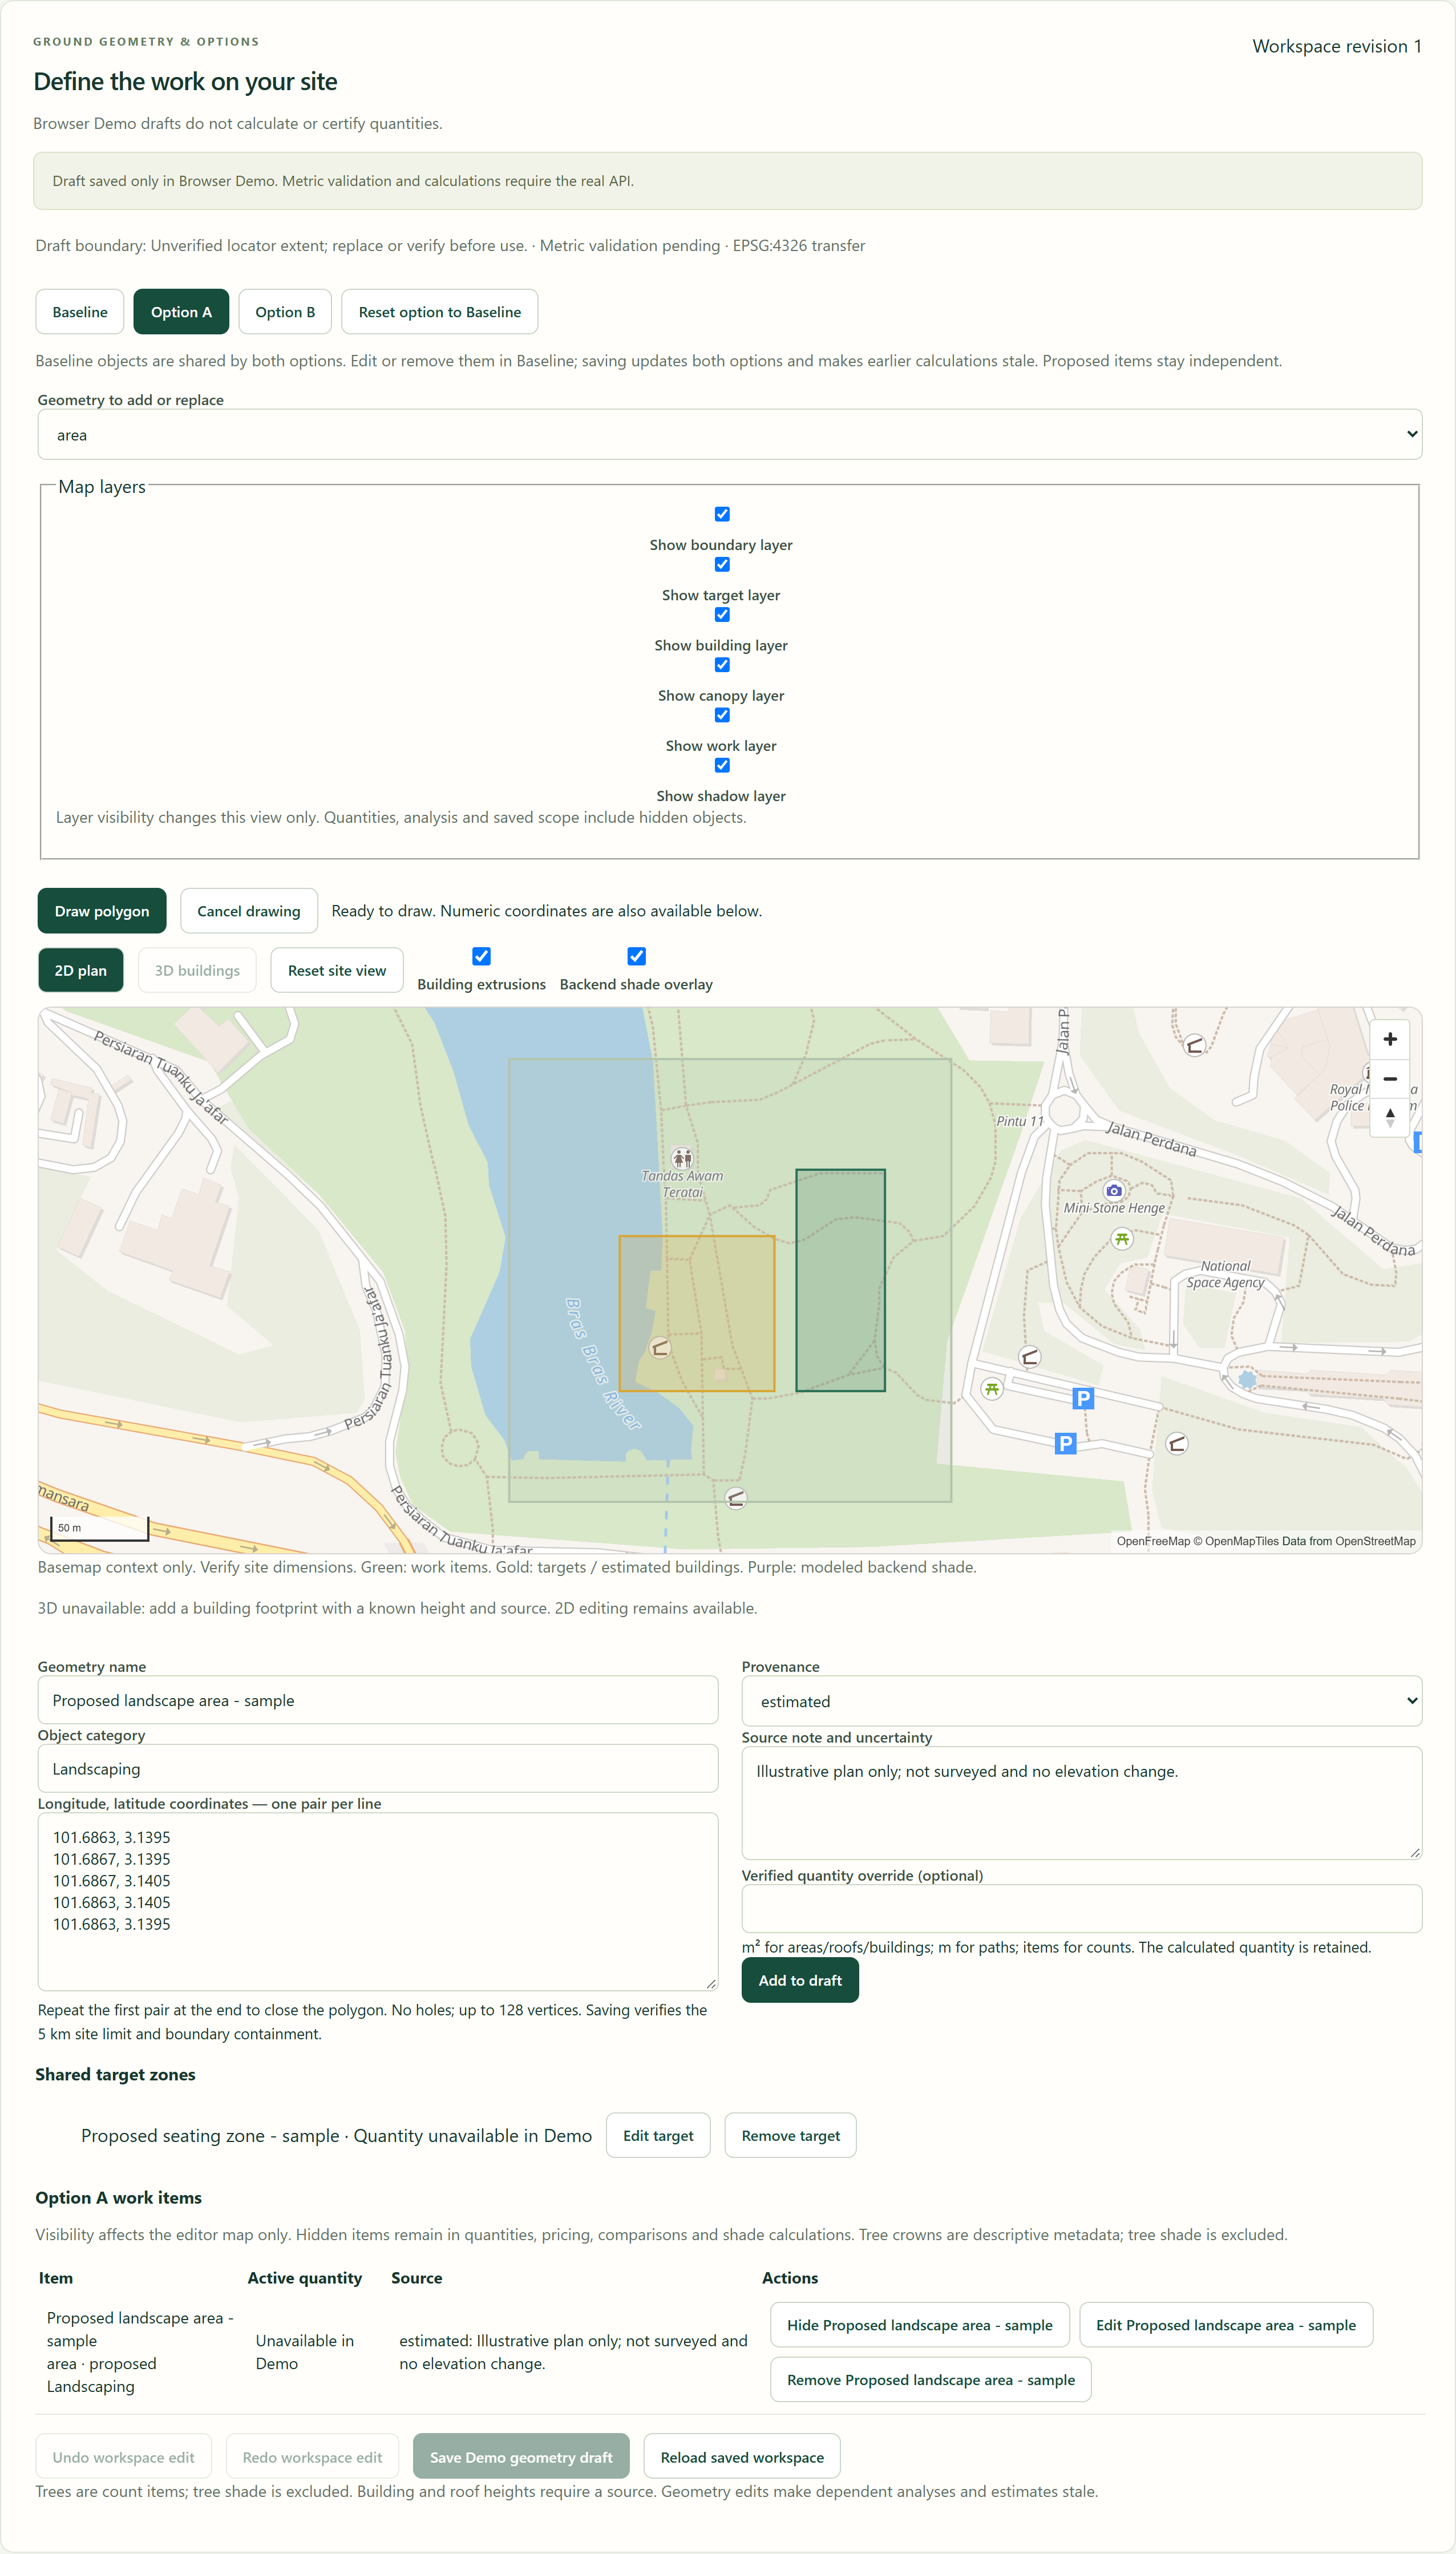 GROUND GEOMETRY & OPTIONS
Workspace revision 1
Define the work on your site
Browser Demo drafts do not calculate or certify quantities.
Draft saved only in Browser Demo. Metric validation and calculations require the real API.
Draft boundary: Unverified locator extent; replace or verify before use. · Metric validation pending · EPSG:4326 transfer
Baseline
Option A
Option B
Reset option to Baseline
Baseline objects are shared by both options. Edit or remove them in Baseline; saving updates both options and makes earlier calculations stale. Proposed items stay independent.
Geometry to add or replace
area
Map layers
Show boundary layer
Show target layer
Show building layer
Show canopy layer
Show work layer
Show shadow layer
Layer visibility changes this view only. Quantities, analysis and saved scope include hidden objects.
Draw polygon
Cancel drawing
Ready to draw. Numeric coordinates are also available below.
2D plan
3D buildings
Reset site view
Building extrusions
Backend shade overlay
Persiaran Tuanku Ja'afar
Jalan P
Royal
Police
Pintu 11
Jalan Perdana
Tandas Awam
Teratai
Mini-Stone Henge
Jalan Perdana
National
Space Agency
Persiaran Tuanku Ja'afar
Bras Bras River
P
P
mansara
Persiaran Tuanku Ja'afar
50 m
OpenFreeMap © OpenMapTiles Data from OpenStreetMap
Basemap context only. Verify site dimensions. Green: work items. Gold: targets / estimated buildings. Purple: modeled backend shade.
3D unavailable: add a building footprint with a known height and source. 2D editing remains available.
Geometry name
Proposed landscape area - sample
Object category
Landscaping
Longitude, latitude coordinates — one pair per line
101.6863, 3.1395
101.6867, 3.1395
101.6867, 3.1405
101.6863, 3.1405
101.6863, 3.1395
Repeat the first pair at the end to close the polygon. No holes; up to 128 vertices. Saving verifies the
5 km site limit and boundary containment.
Provenance
estimated
Source note and uncertainty
Illustrative plan only; not surveyed and no elevation change.
Verified quantity override (optional)
m² for areas/roofs/buildings; m for paths; items for counts. The calculated quantity is retained.
Add to draft
Shared target zones
Proposed seating zone - sample · Quantity unavailable in Demo
Edit target
Remove target
Option A work items
Visibility affects the editor map only. Hidden items remain in quantities, pricing, comparisons and shade calculations. Tree crowns are descriptive metadata; tree shade is excluded.
Item
Active quantity
Source
Actions
Proposed landscape area -
sample
area · proposed
Landscaping
Unavailable in
Demo
estimated: Illustrative plan only; not surveyed and
no elevation change.
Hide Proposed landscape area - sample
Edit Proposed landscape area - sample
Remove Proposed landscape area - sample
Undo workspace edit
Redo workspace edit
Save Demo geometry draft
Reload saved workspace
Trees are count items; tree shade is excluded. Building and roof heights require a source. Geometry edits make dependent analyses and estimates stale.